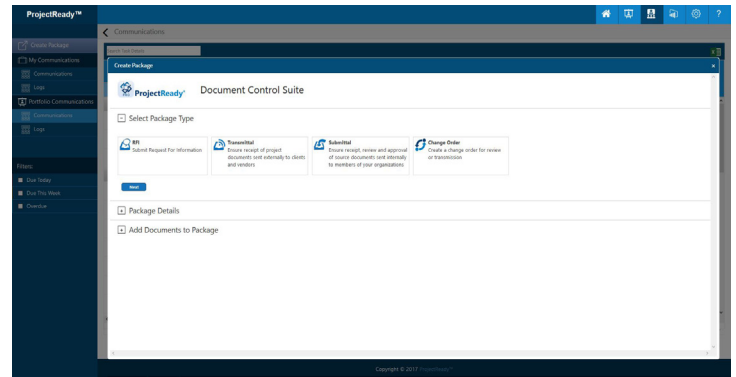 ProjectReady™
?
Communications
Create Package
Search Task Details
My Communications
Communications
Logs
Portfolio Communications
Communications
Logs
Filters:
Due Today
Due This Week
Overdue
Create Package
×
ProjectReady®
Document Control Suite
Select Package Type
RFI
Submit Request For Information
Transmittal
Ensure receipt of project
documents sent internally to clients
and vendors
Submittal
Ensure receipt, review and approval
of source documents sent internally
to members of your organizations
Change Order
Create a change order for review
or transmission
Next
Package Details
Add Documents to Package
Copyright © 2017 ProjectReady™